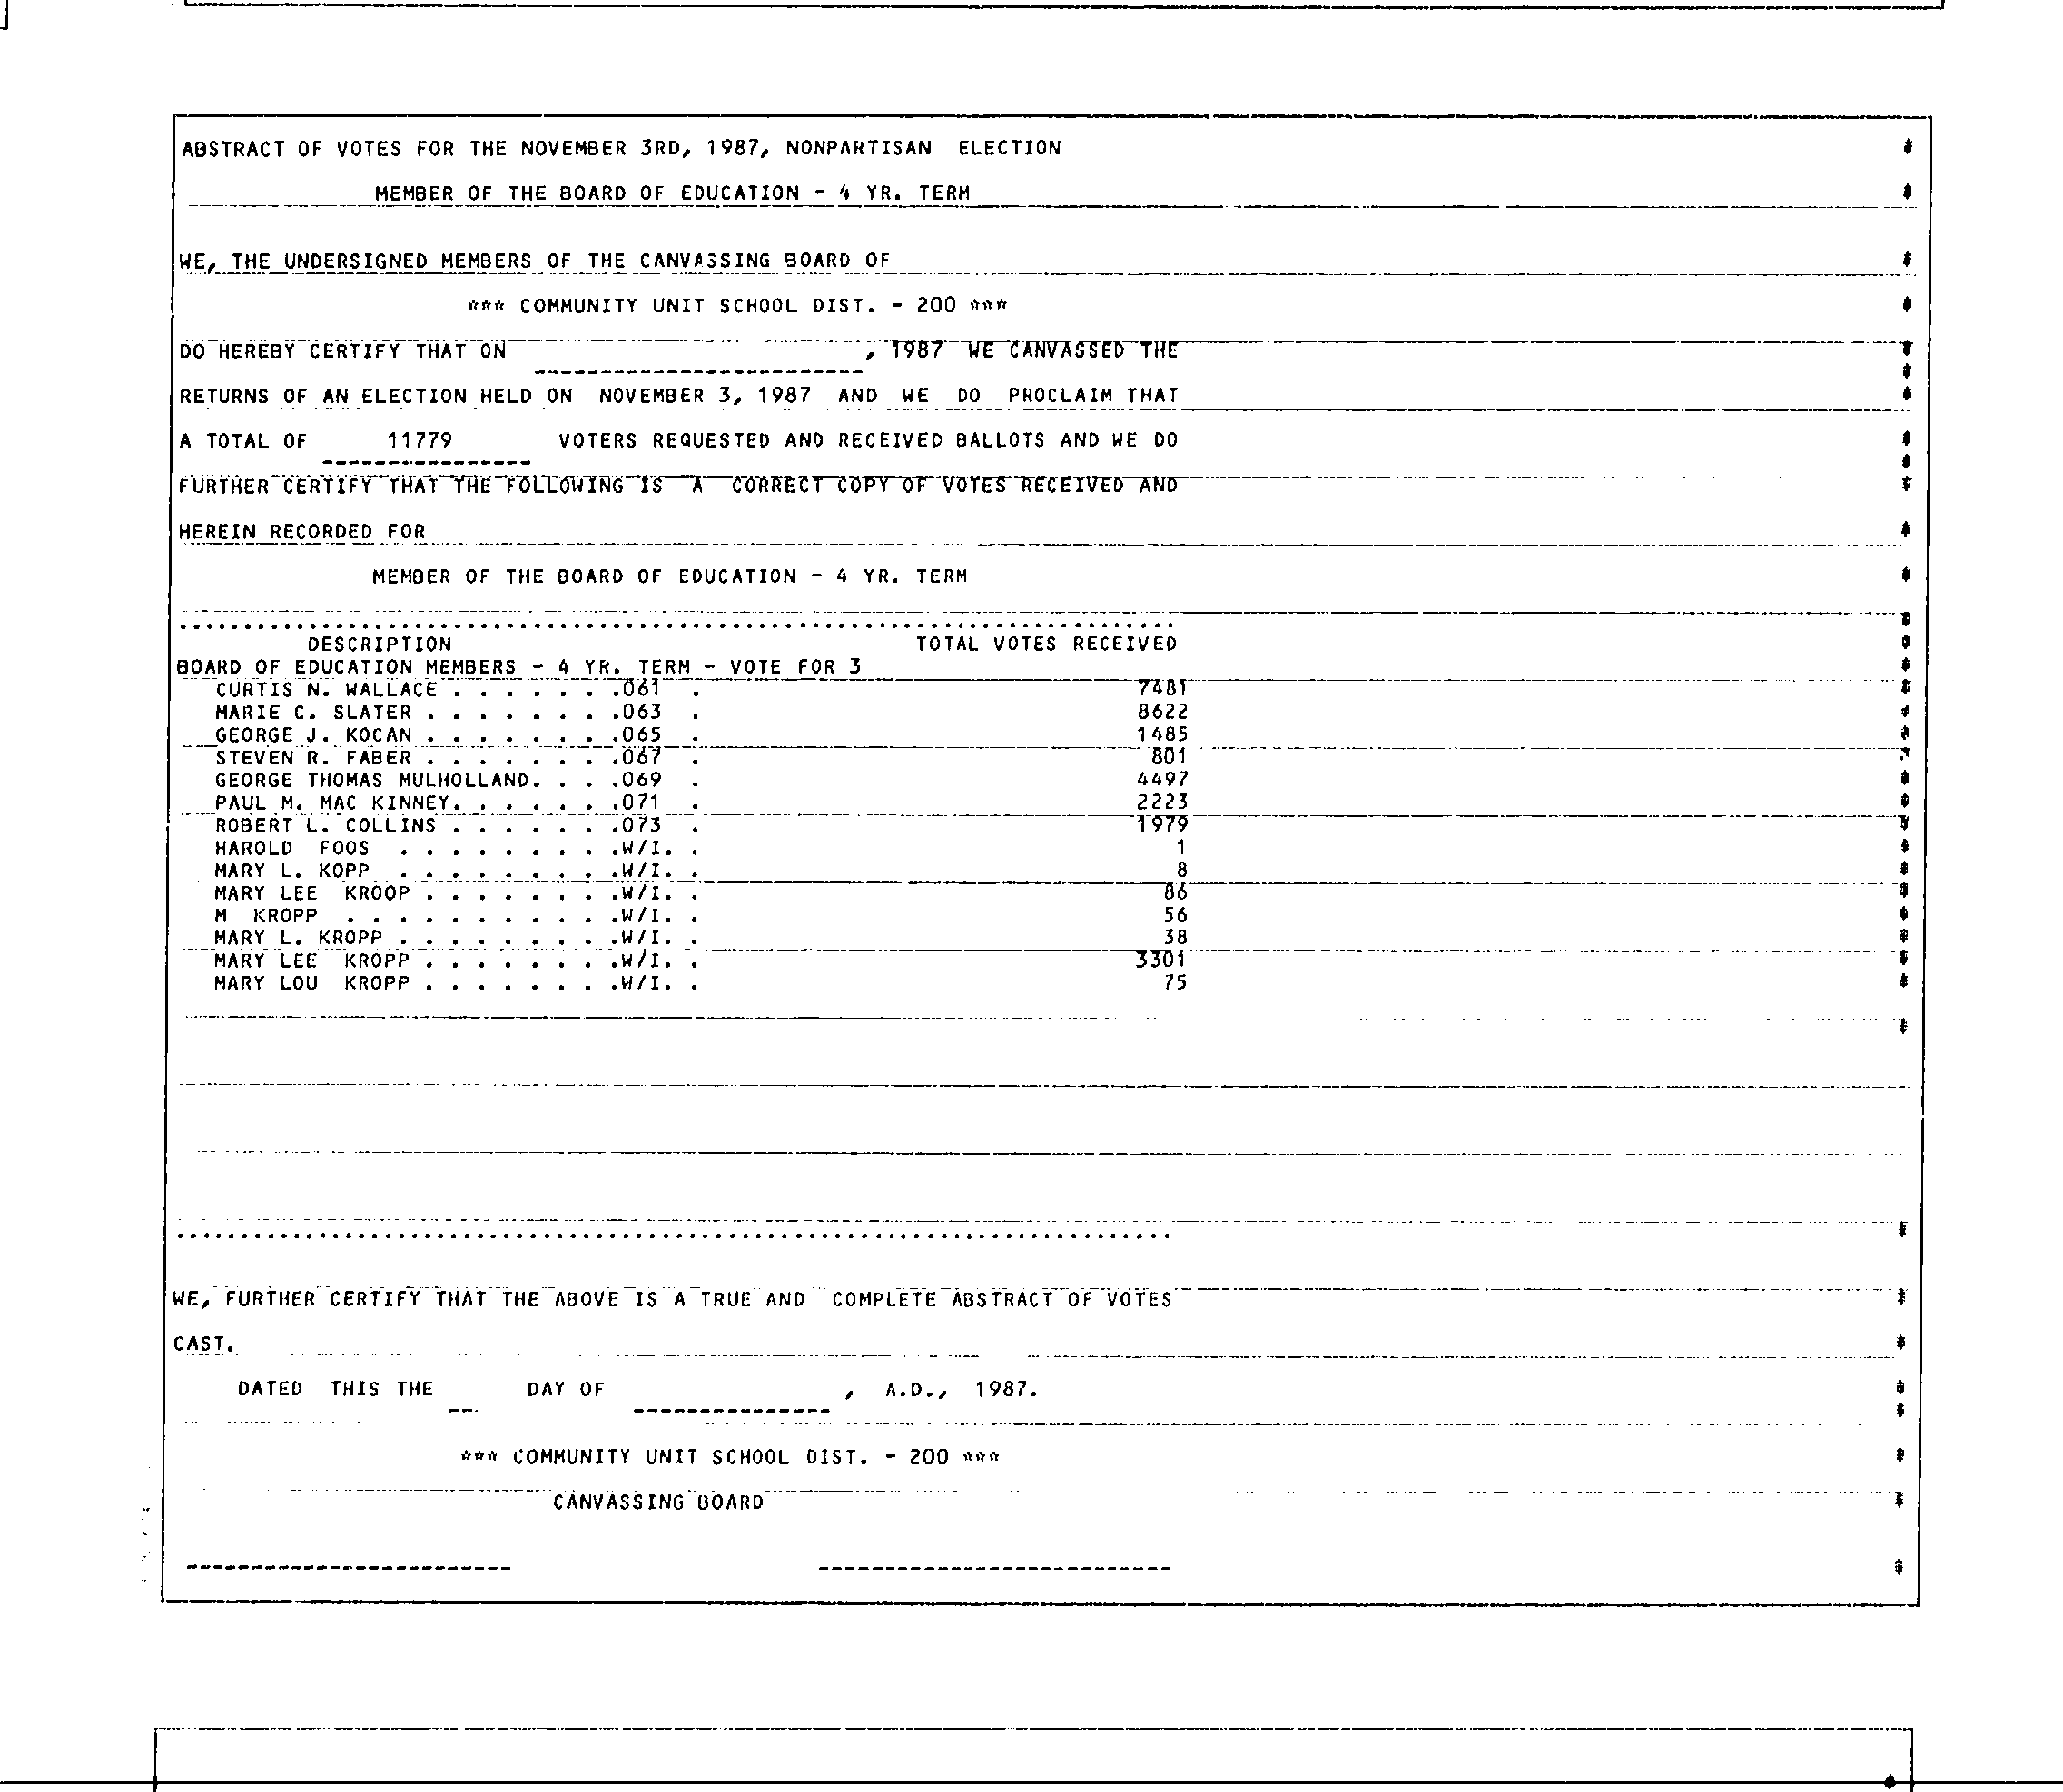 ABSTRACT OF VOTES FOR THE NOVEMBER 3RD, 1987, NONPARTISAN ELECTION #
MEMBER OF THE BOARD OF EDUCATION - 4 YR. TERM #
WE, THE UNDERSIGNED MEMBERS OF THE CANVASSING BOARD OF #
*** COMMUNITY UNIT SCHOOL DIST. - 200 *** #
DO HEREBY CERTIFY THAT ON , 1987 WE CANVASSED THE #
------------------------- #
RETURNS OF AN ELECTION HELD ON NOVEMBER 3, 1987 AND WE DO PROCLAIM THAT #
A TOTAL OF 11779 VOTERS REQUESTED AND RECEIVED BALLOTS AND WE DO #
---------------- #
FURTHER CERTIFY THAT THE FOLLOWING IS A CORRECT COPY OF VOTES RECEIVED AND #
HEREIN RECORDED FOR #
MEMBER OF THE BOARD OF EDUCATION - 4 YR. TERM #
............................................................................ #
DESCRIPTION TOTAL VOTES RECEIVED #
BOARD OF EDUCATION MEMBERS - 4 YR. TERM - VOTE FOR 3 #
CURTIS N. WALLACE . . . . . . .061 . 7481 #
MARIE C. SLATER . . . . . . . .063 . 8622 #
GEORGE J. KOCAN . . . . . . . .065 . 1485 #
STEVEN R. FABER . . . . . . . .067 . 801 #
GEORGE THOMAS MULHOLLAND. . . .069 . 4497 #
PAUL M. MAC KINNEY. . . . . . .071 . 2223 #
ROBERT L. COLLINS . . . . . . .073 . 1979 #
HAROLD FOOS . . . . . . . . .W/I. . 1 #
MARY L. KOPP . . . . . . . . .W/I. . 8 #
MARY LEE KROOP . . . . . . . .W/I. . 86 #
M KROPP . . . . . . . . . . .W/I. . 56 #
MARY L. KROPP . . . . . . . . .W/I. . 38 #
MARY LEE KROPP . . . . . . . .W/I. . 3301 #
MARY LOU KROPP . . . . . . . .W/I. . 75 #
#
............................................................................ #
WE, FURTHER CERTIFY THAT THE ABOVE IS A TRUE AND COMPLETE ABSTRACT OF VOTES #
CAST. #
DATED THIS THE DAY OF , A.D., 1987. #
-- --------------- #
*** COMMUNITY UNIT SCHOOL DIST. - 200 *** #
CANVASSING BOARD #
------------------------- --------------------------- #